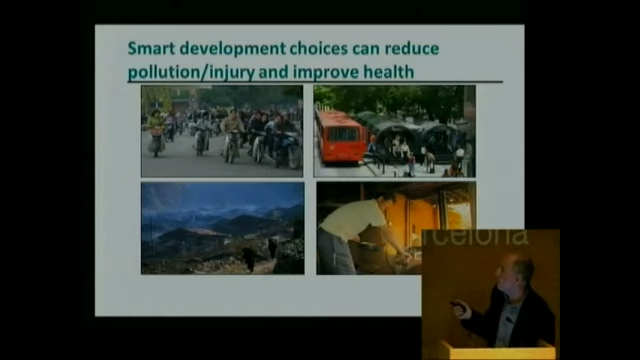 Smart development choices can reduce
pollution/injury and improve health
rcelona